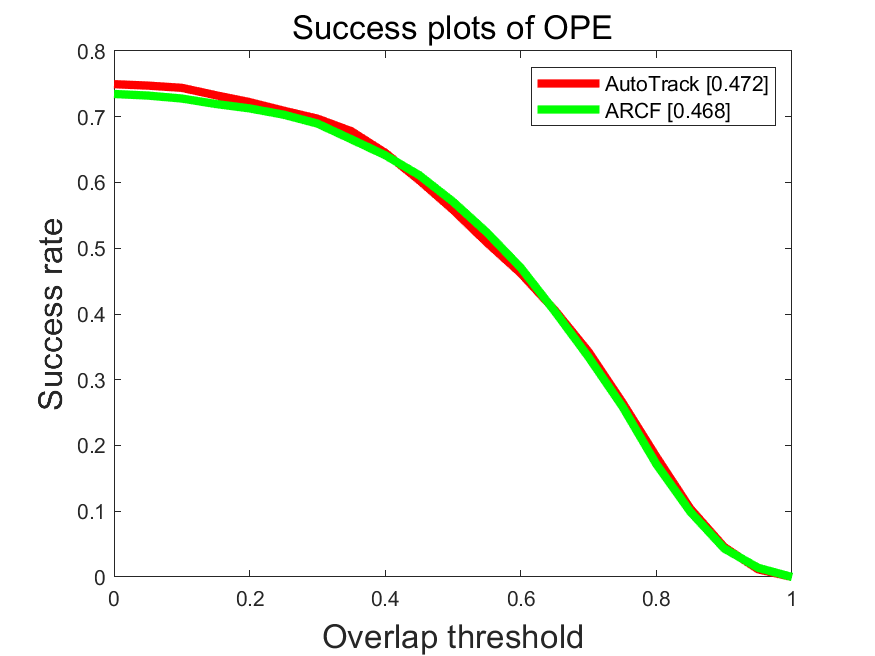 Success plots of OPE
AutoTrack [0.472]
ARCF [0.468]
Success rate
0.8
0.7
0.6
0.5
0.4
0.3
0.2
0.1
0
0 0.2 0.4 0.6 0.8 1
Overlap threshold